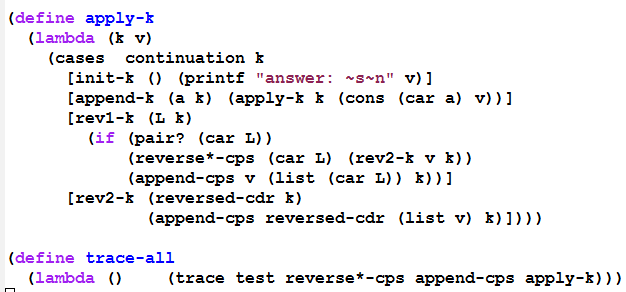 (define apply-k
  (lambda (k v)
    (cases  continuation k
      [init-k () (printf "answer: ~s~n" v)]
      [append-k (a k) (apply-k k (cons (car a) v))]
      [rev1-k (L k)
        (if (pair? (car L))
            (reverse*-cps (car L) (rev2-k v k))
            (append-cps v (list (car L)) k))]
      [rev2-k (reversed-cdr k)
              (append-cps reversed-cdr (list v) k)])))

(define trace-all
  (lambda ()    (trace test reverse*-cps append-cps apply-k)))